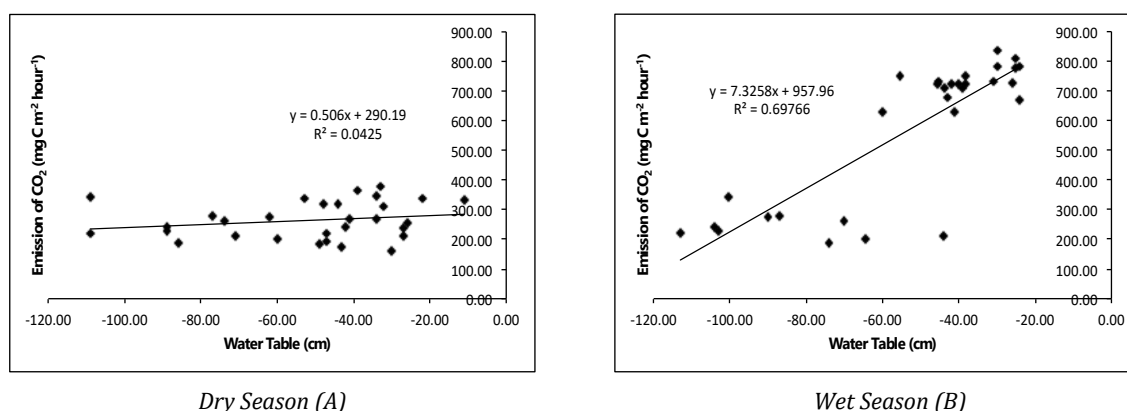 900.00
800.00
700.00
600.00
500.00
400.00
300.00
200.00
100.00
0.00
-120.00 -100.00 -80.00 -60.00 -40.00 -20.00 0.00
Emission of CO₂ (mg C m⁻² hour⁻¹)
Water Table (cm)
y = 0.506x + 290.19
R² = 0.0425
Dry Season (A)
900.00
800.00
700.00
600.00
500.00
400.00
300.00
200.00
100.00
0.00
-120.00 -100.00 -80.00 -60.00 -40.00 -20.00 0.00
Emission of CO₂ (mg C m⁻² hour⁻¹)
Water Table (cm)
y = 7.3258x + 957.96
R² = 0.69766
Wet Season (B)